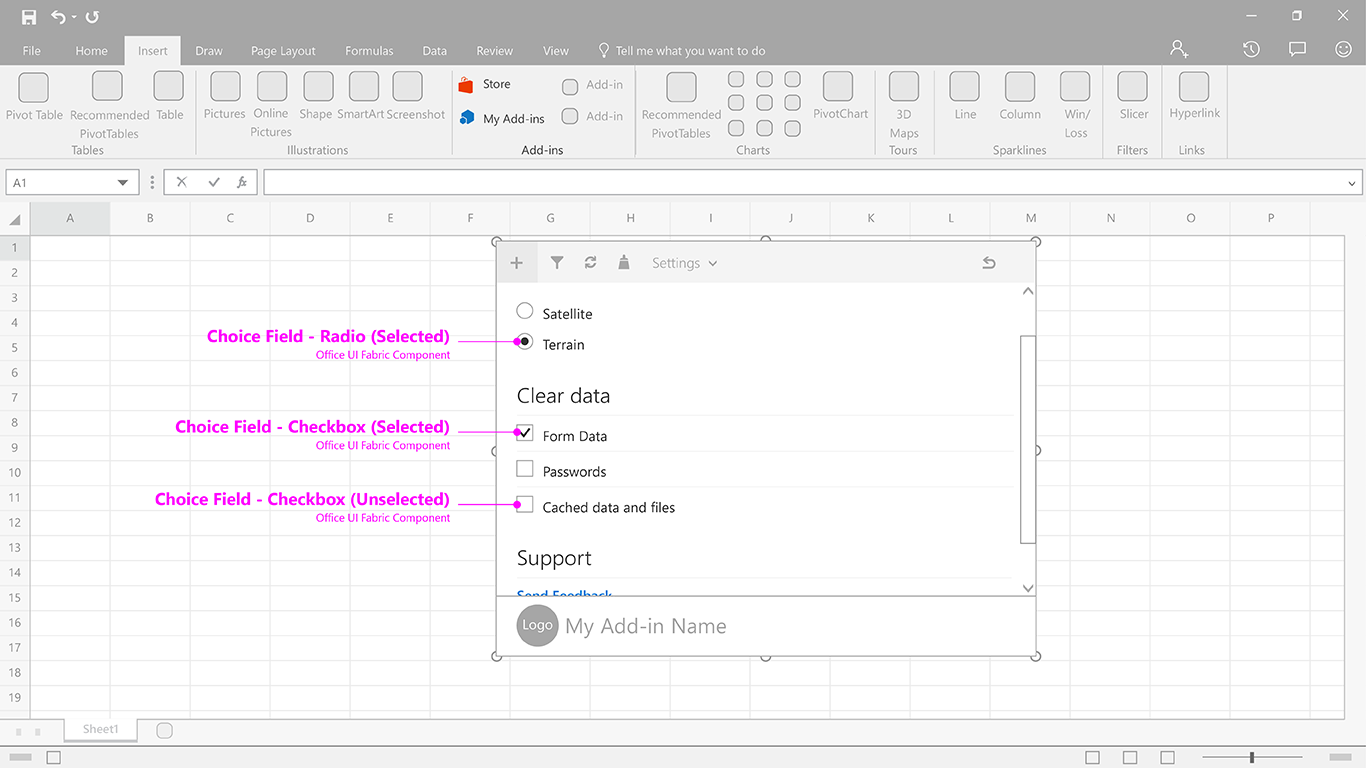 File Home Insert Draw Page Layout Formulas Data Review View Tell me what you want to do
Pivot Table Recommended PivotTables Table
Tables
Pictures Online Pictures Shape SmartArt Screenshot
Illustrations
Store Add-in
My Add-ins Add-in
Add-ins
Recommended PivotTables PivotChart
Charts
3D Maps
Tours
Line Column Win/ Loss
Sparklines
Slicer
Filters
Hyperlink
Links
A1 fx
A B C D E F G H I J K L M N O P
1
2
3
4
5
6
7
8
9
10
11
12
13
14
15
16
17
18
19
Settings
Satellite
Terrain
Choice Field - Radio (Selected)
Office UI Fabric Component
Clear data
Choice Field - Checkbox (Selected)
Office UI Fabric Component
Form Data
Passwords
Choice Field - Checkbox (Unselected)
Office UI Fabric Component
Cached data and files
Support
Send Feedback
Logo My Add-in Name
Sheet1